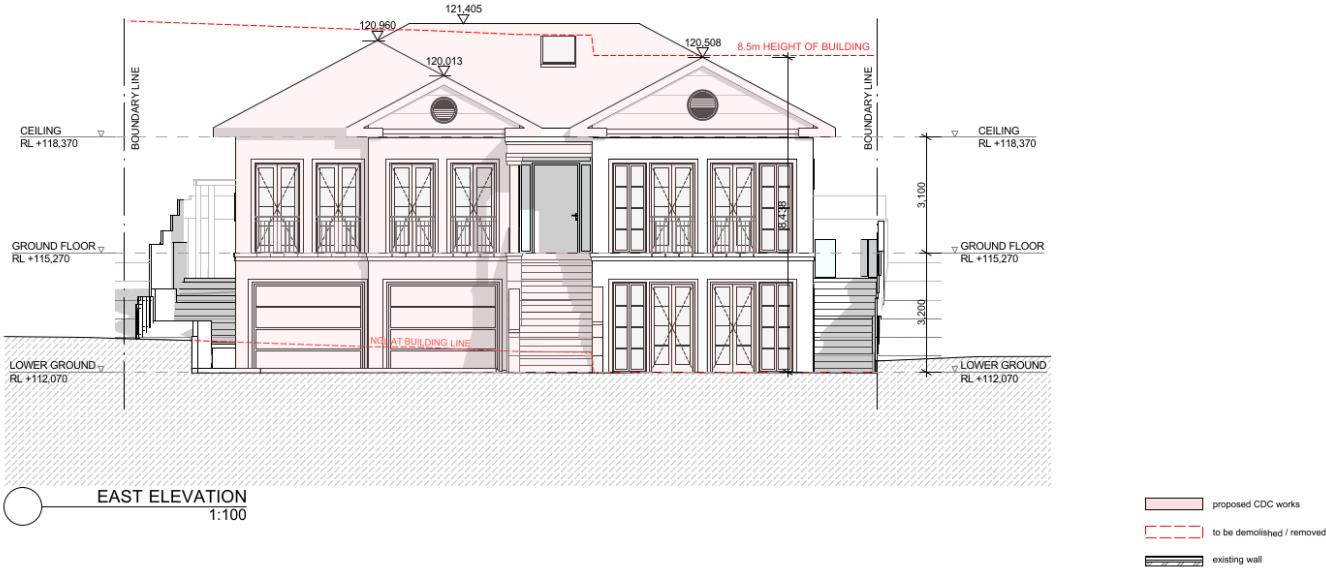 121.405
120.960
120.508
8.5m HEIGHT OF BUILDING
120.013
BOUNDARY LINE
BOUNDARY LINE
CEILING
RL +118,370
CEILING
RL +118,370
3,100
8,438
GROUND FLOOR
RL +115,270
GROUND FLOOR
RL +115,270
3,200
NGL AT BUILDING LINE
LOWER GROUND
RL +112,070
LOWER GROUND
RL +112,070
EAST ELEVATION
1:100
proposed CDC works
to be demolished / removed
existing wall